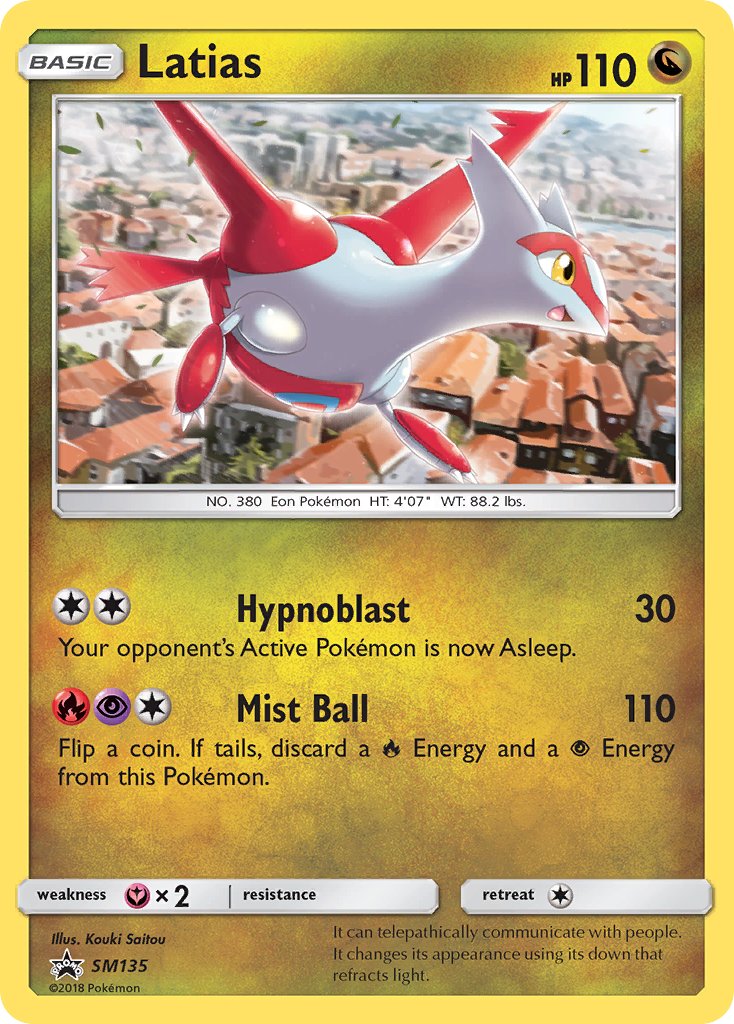 BASIC Latias HP 110
NO. 380 Eon Pokémon HT: 4'07" WT: 88.2 lbs.
Hypnoblast 30
Your opponent's Active Pokémon is now Asleep.
Mist Ball 110
Flip a coin. If tails, discard a Energy and a Energy
from this Pokémon.
weakness × 2 resistance retreat
Illus. Kouki Saitou
PROMO SM135
©2018 Pokémon
It can telepathically communicate with people.
It changes its appearance using its down that
refracts light.